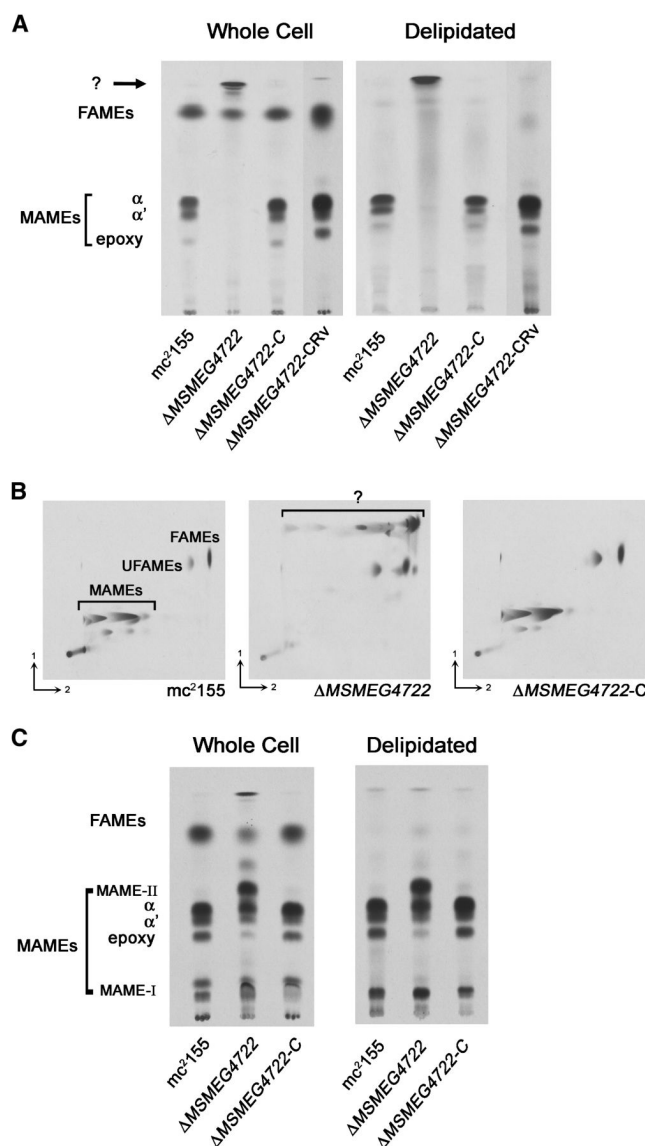 A
Whole Cell Delipidated
?
FAMEs
MAMEs
α
α'
epoxy
mc²155
ΔMSMEG4722
ΔMSMEG4722-C
ΔMSMEG4722-CRv
mc²155
ΔMSMEG4722
ΔMSMEG4722-C
ΔMSMEG4722-CRv
B
FAMEs
UFAMEs
MAMEs
1
2
mc²155
?
1
2
ΔMSMEG4722
1
2
ΔMSMEG4722-C
C
Whole Cell Delipidated
FAMEs
MAMEs
MAME-II
α
α'
epoxy
MAME-I
mc²155
ΔMSMEG4722
ΔMSMEG4722-C
mc²155
ΔMSMEG4722
ΔMSMEG4722-C